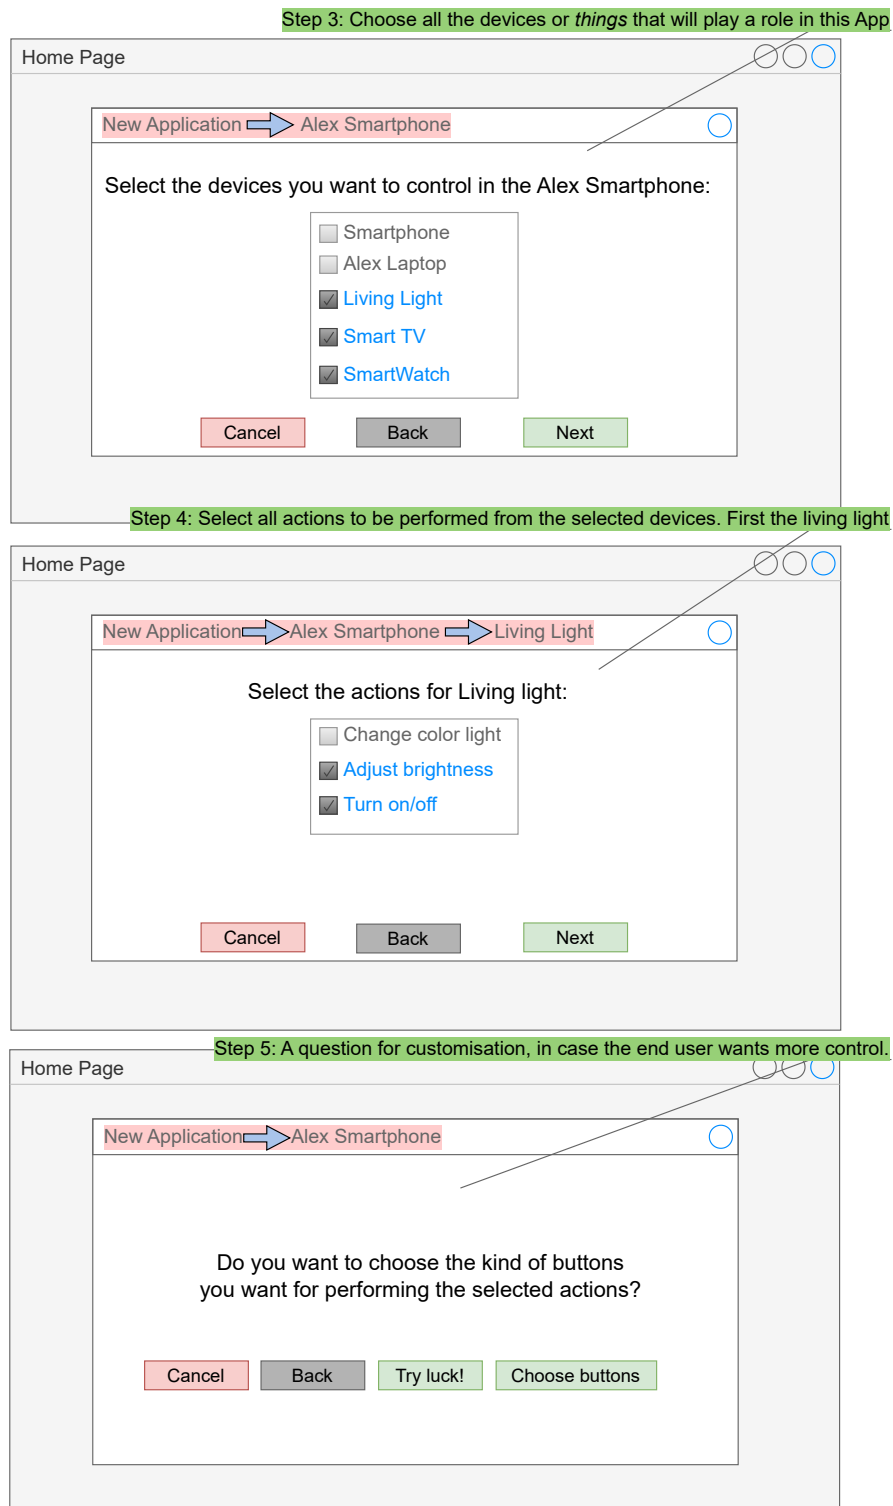 Step 3: Choose all the devices or things that will play a role in this App
Home Page
New Application Alex Smartphone
Select the devices you want to control in the Alex Smartphone:
Smartphone
Alex Laptop
Living Light
Smart TV
SmartWatch
Cancel Back Next
Step 4: Select all actions to be performed from the selected devices. First the living light
Home Page
New Application Alex Smartphone Living Light
Select the actions for Living light:
Change color light
Adjust brightness
Turn on/off
Cancel Back Next
Step 5: A question for customisation, in case the end user wants more control.
Home Page
New Application Alex Smartphone
Do you want to choose the kind of buttons
you want for performing the selected actions?
Cancel Back Try luck! Choose buttons